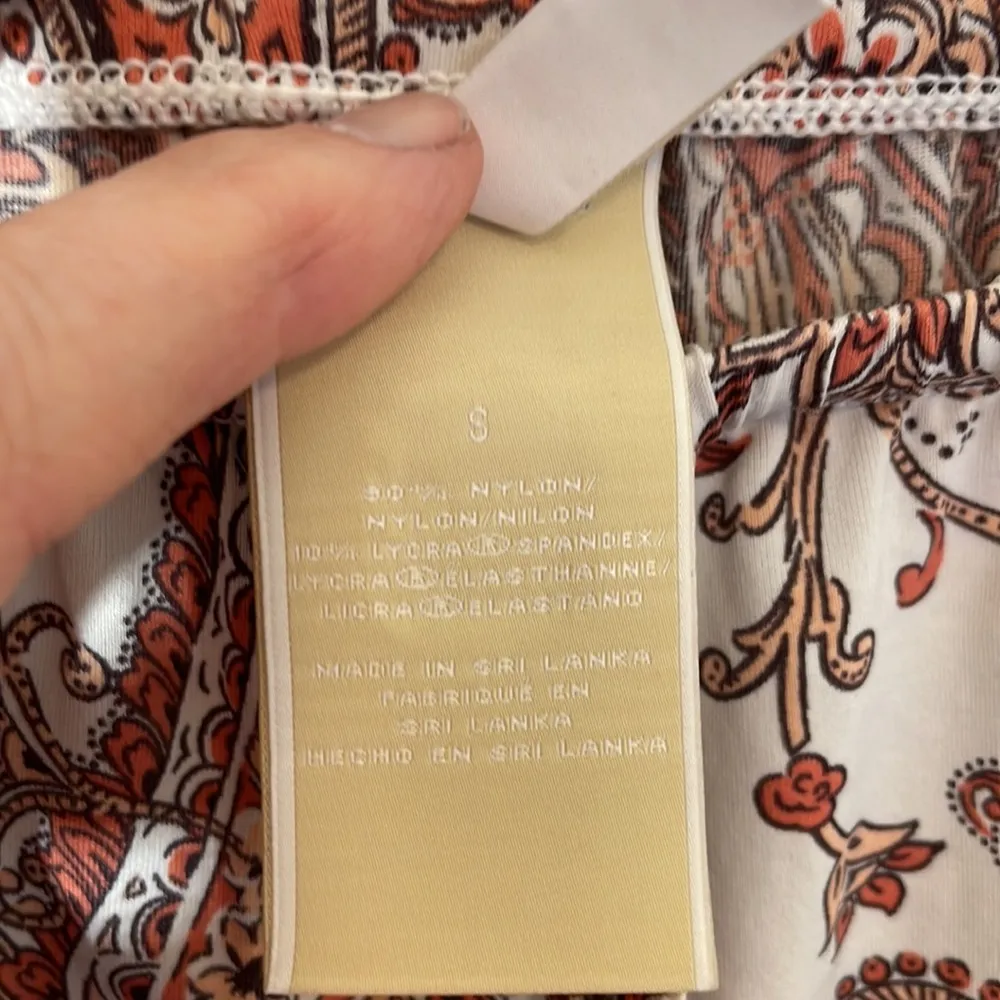 S
90% NYLON/
NYLON/NILON
10% LYCRA®SPANDEX/
LYCRA®ELASTHANNE/
LICRA®ELASTANO
MADE IN SRI LANKA
FABRIQUÉ EN
SRI LANKA
HECHO EN SRI LANKA